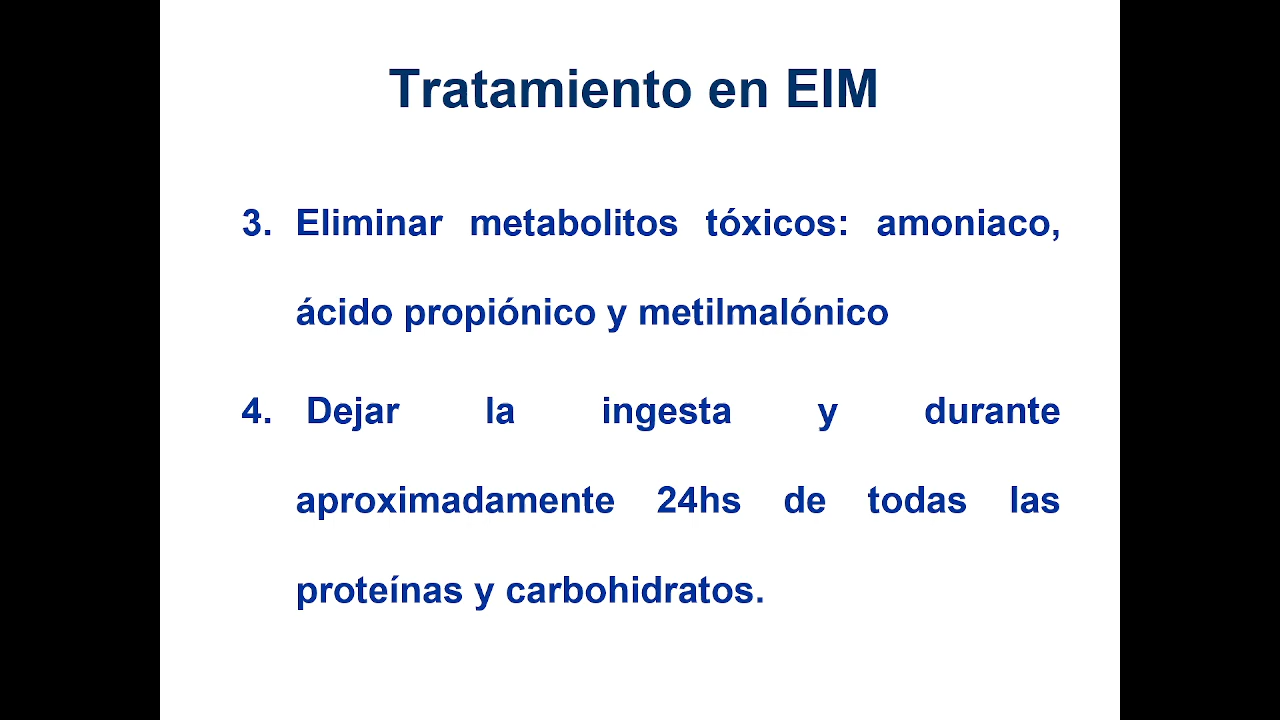 Tratamiento en EIM
3. Eliminar metabolitos tóxicos: amoniaco,
ácido propiónico y metilmalónico
4. Dejar la ingesta y durante
aproximadamente 24hs de todas las
proteínas y carbohidratos.